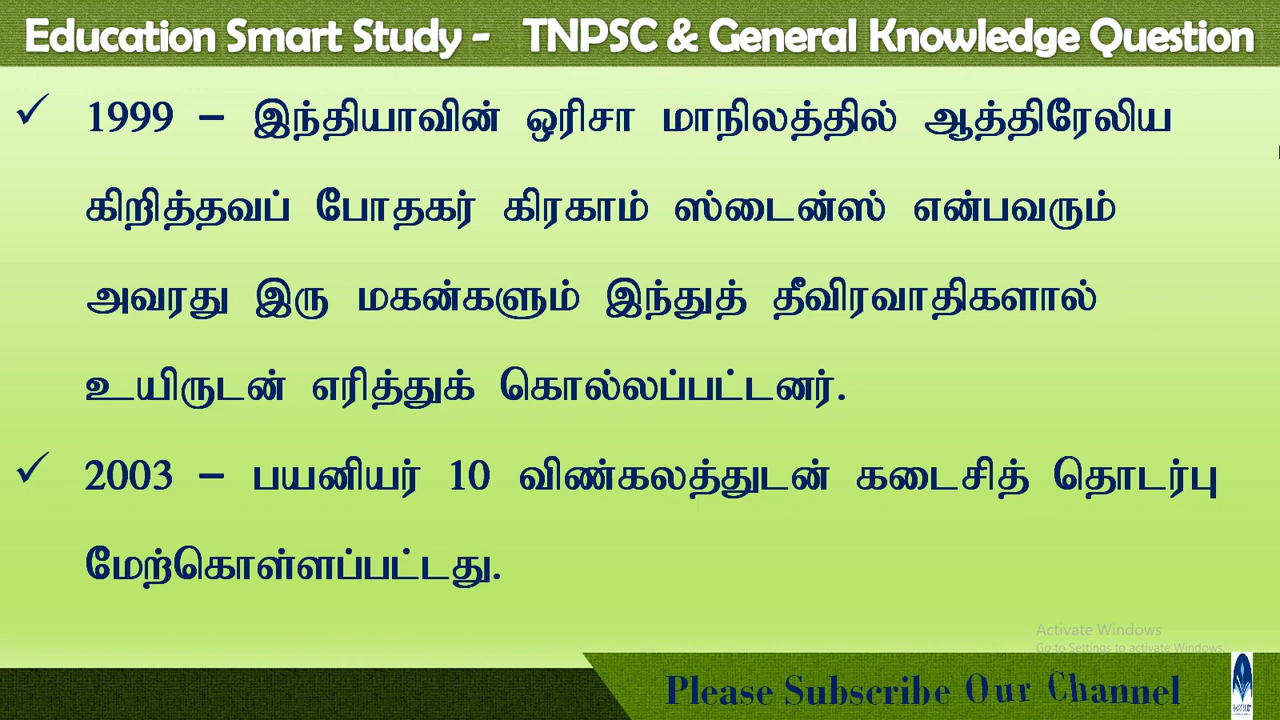 Education Smart Study - TNPSC & General Knowledge Question
✓ 1999 – இந்தியாவின் ஒரிசா மாநிலத்தில் ஆத்திரேலிய
கிறித்தவப் போதகர் கிரகாம் ஸ்டைன்ஸ் என்பவரும்
அவரது இரு மகன்களும் இந்துத் தீவிரவாதிகளால்
உயிருடன் எரித்துக் கொல்லப்பட்டனர்.
✓ 2003 – பயனியர் 10 விண்கலத்துடன் கடைசித் தொடர்பு
மேற்கொள்ளப்பட்டது.
Activate Windows
Go to Settings to activate Windows.
Please Subscribe Our Channel